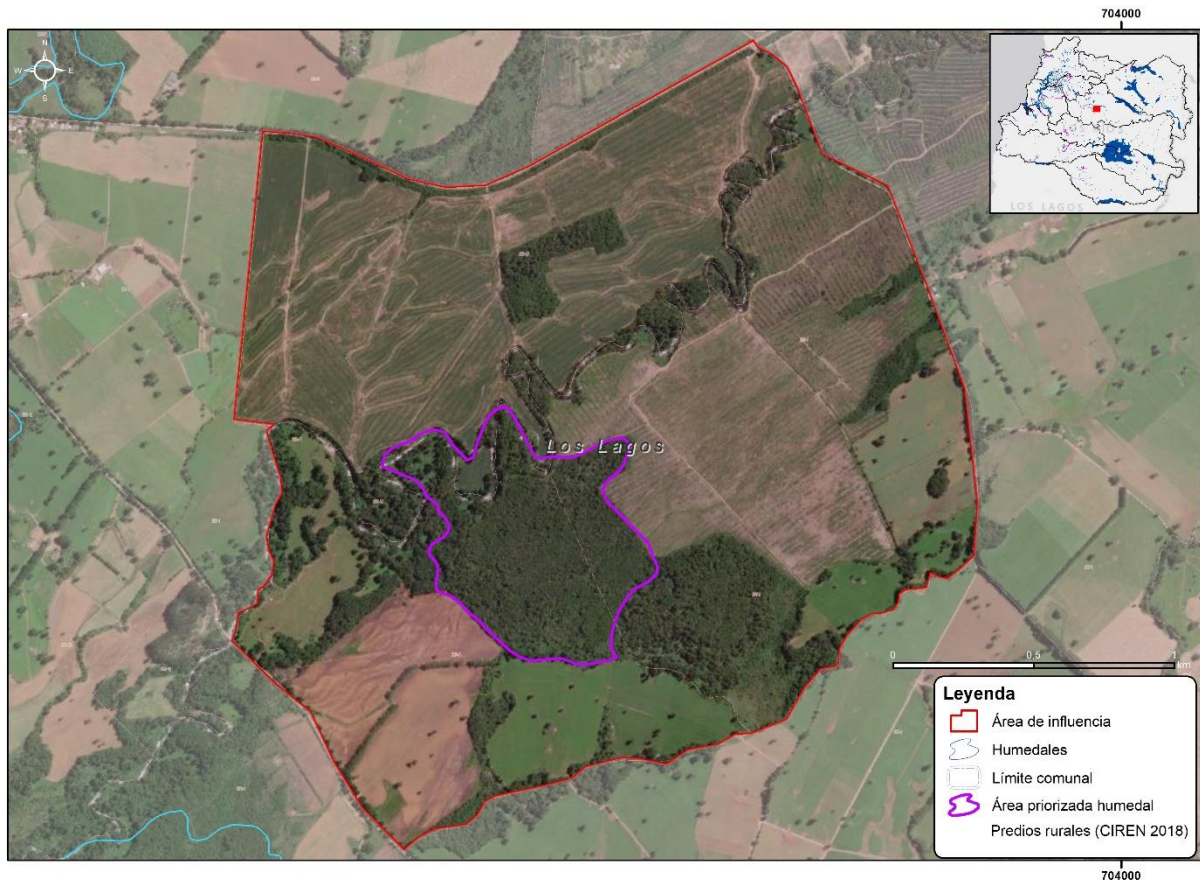 704000
N
W
E
S
LOS LAGOS
Los Lagos
0
0,5
1
km
Leyenda
Área de influencia
Humedales
Límite comunal
Área priorizada humedal
Predios rurales (CIREN 2018)
704000